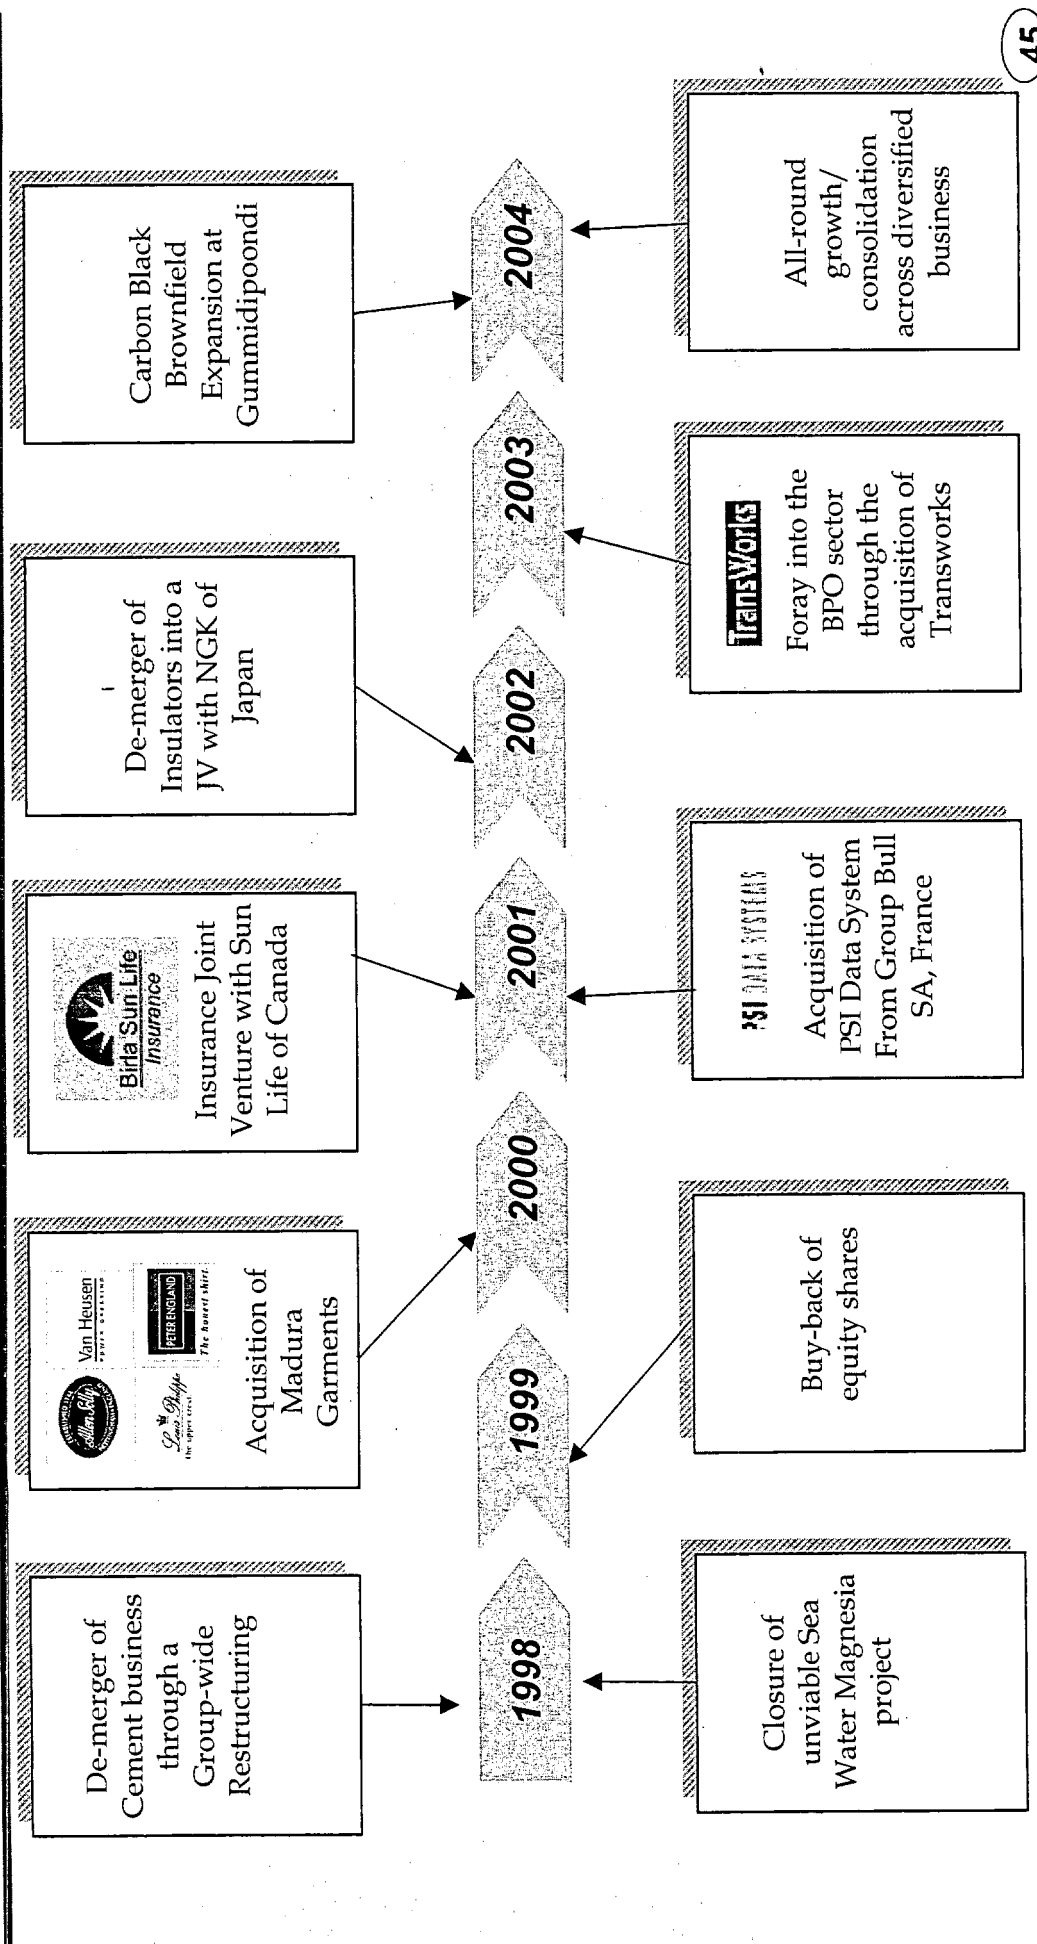 De-merger of
Cement business
through a
Group-wide
Restructuring
Van Heusen
PETER ENGLAND
The honest shirt.
Louis Philippe
the upper crest
Acquisition of
Madura
Garments
Birla Sun Life
Insurance
Insurance Joint
Venture with Sun
Life of Canada
De-merger of
Insulators into a
JV with NGK of
Japan
Carbon Black
Brownfield
Expansion at
Gummidipoondi
1998
1999
2000
2001
2002
2003
2004
Closure of
unviable Sea
Water Magnesia
project
Buy-back of
equity shares
PSI DATA SYSTEMS
Acquisition of
PSI Data System
From Group Bull
SA, France
TransWorks
Foray into the
BPO sector
through the
acquisition of
Transworks
All-round
growth/
consolidation
across diversified
business
45